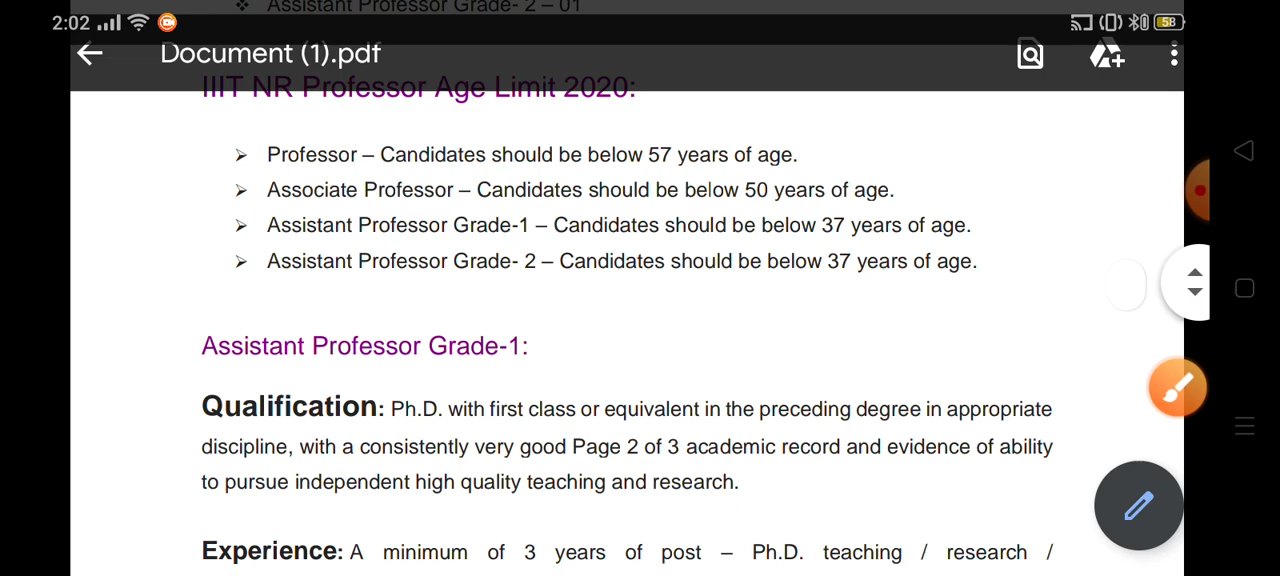 ❖ Assistant Professor Grade- 2 – 01
2:02 58
Document (1).pdf
IIIT NR Professor Age Limit 2020:
➢ Professor – Candidates should be below 57 years of age.
➢ Associate Professor – Candidates should be below 50 years of age.
➢ Assistant Professor Grade-1 – Candidates should be below 37 years of age.
➢ Assistant Professor Grade- 2 – Candidates should be below 37 years of age.
Assistant Professor Grade-1:
Qualification: Ph.D. with first class or equivalent in the preceding degree in appropriate
discipline, with a consistently very good Page 2 of 3 academic record and evidence of ability
to pursue independent high quality teaching and research.
Experience: A minimum of 3 years of post – Ph.D. teaching / research /